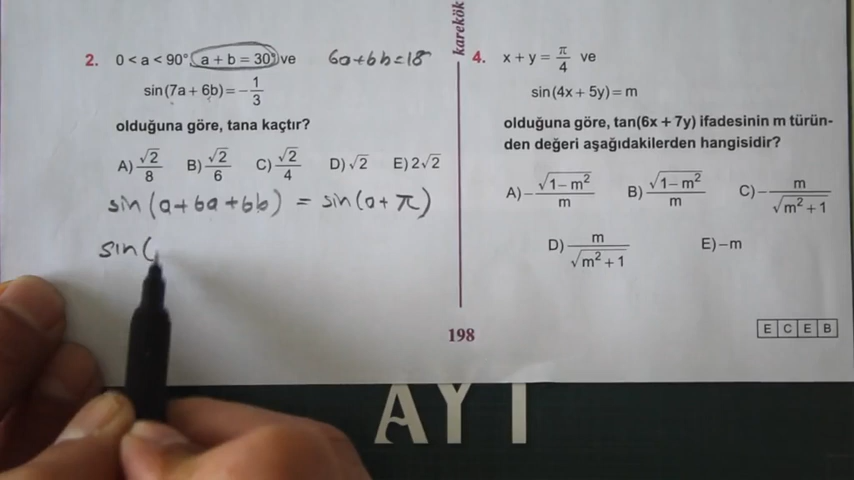 2. 0 < a < 90°, a + b = 30° ve 6a+6b=18
sin(7a + 6b) = - 1/3
olduğuna göre, tana kaçtır?
A) √2/8 B) √2/6 C) √2/4 D) √2 E) 2√2
sin(a+6a+6b) = sin(a+π)
sin(
karekök
4. x + y = π/4 ve
sin(4x + 5y) = m
olduğuna göre, tan(6x + 7y) ifadesinin m türün-
den değeri aşağıdakilerden hangisidir?
A) - √(1-m²)/m B) √(1-m²)/m C) - m/√(m²+1)
D) m/√(m²+1) E) -m
198
E C E B
AYT